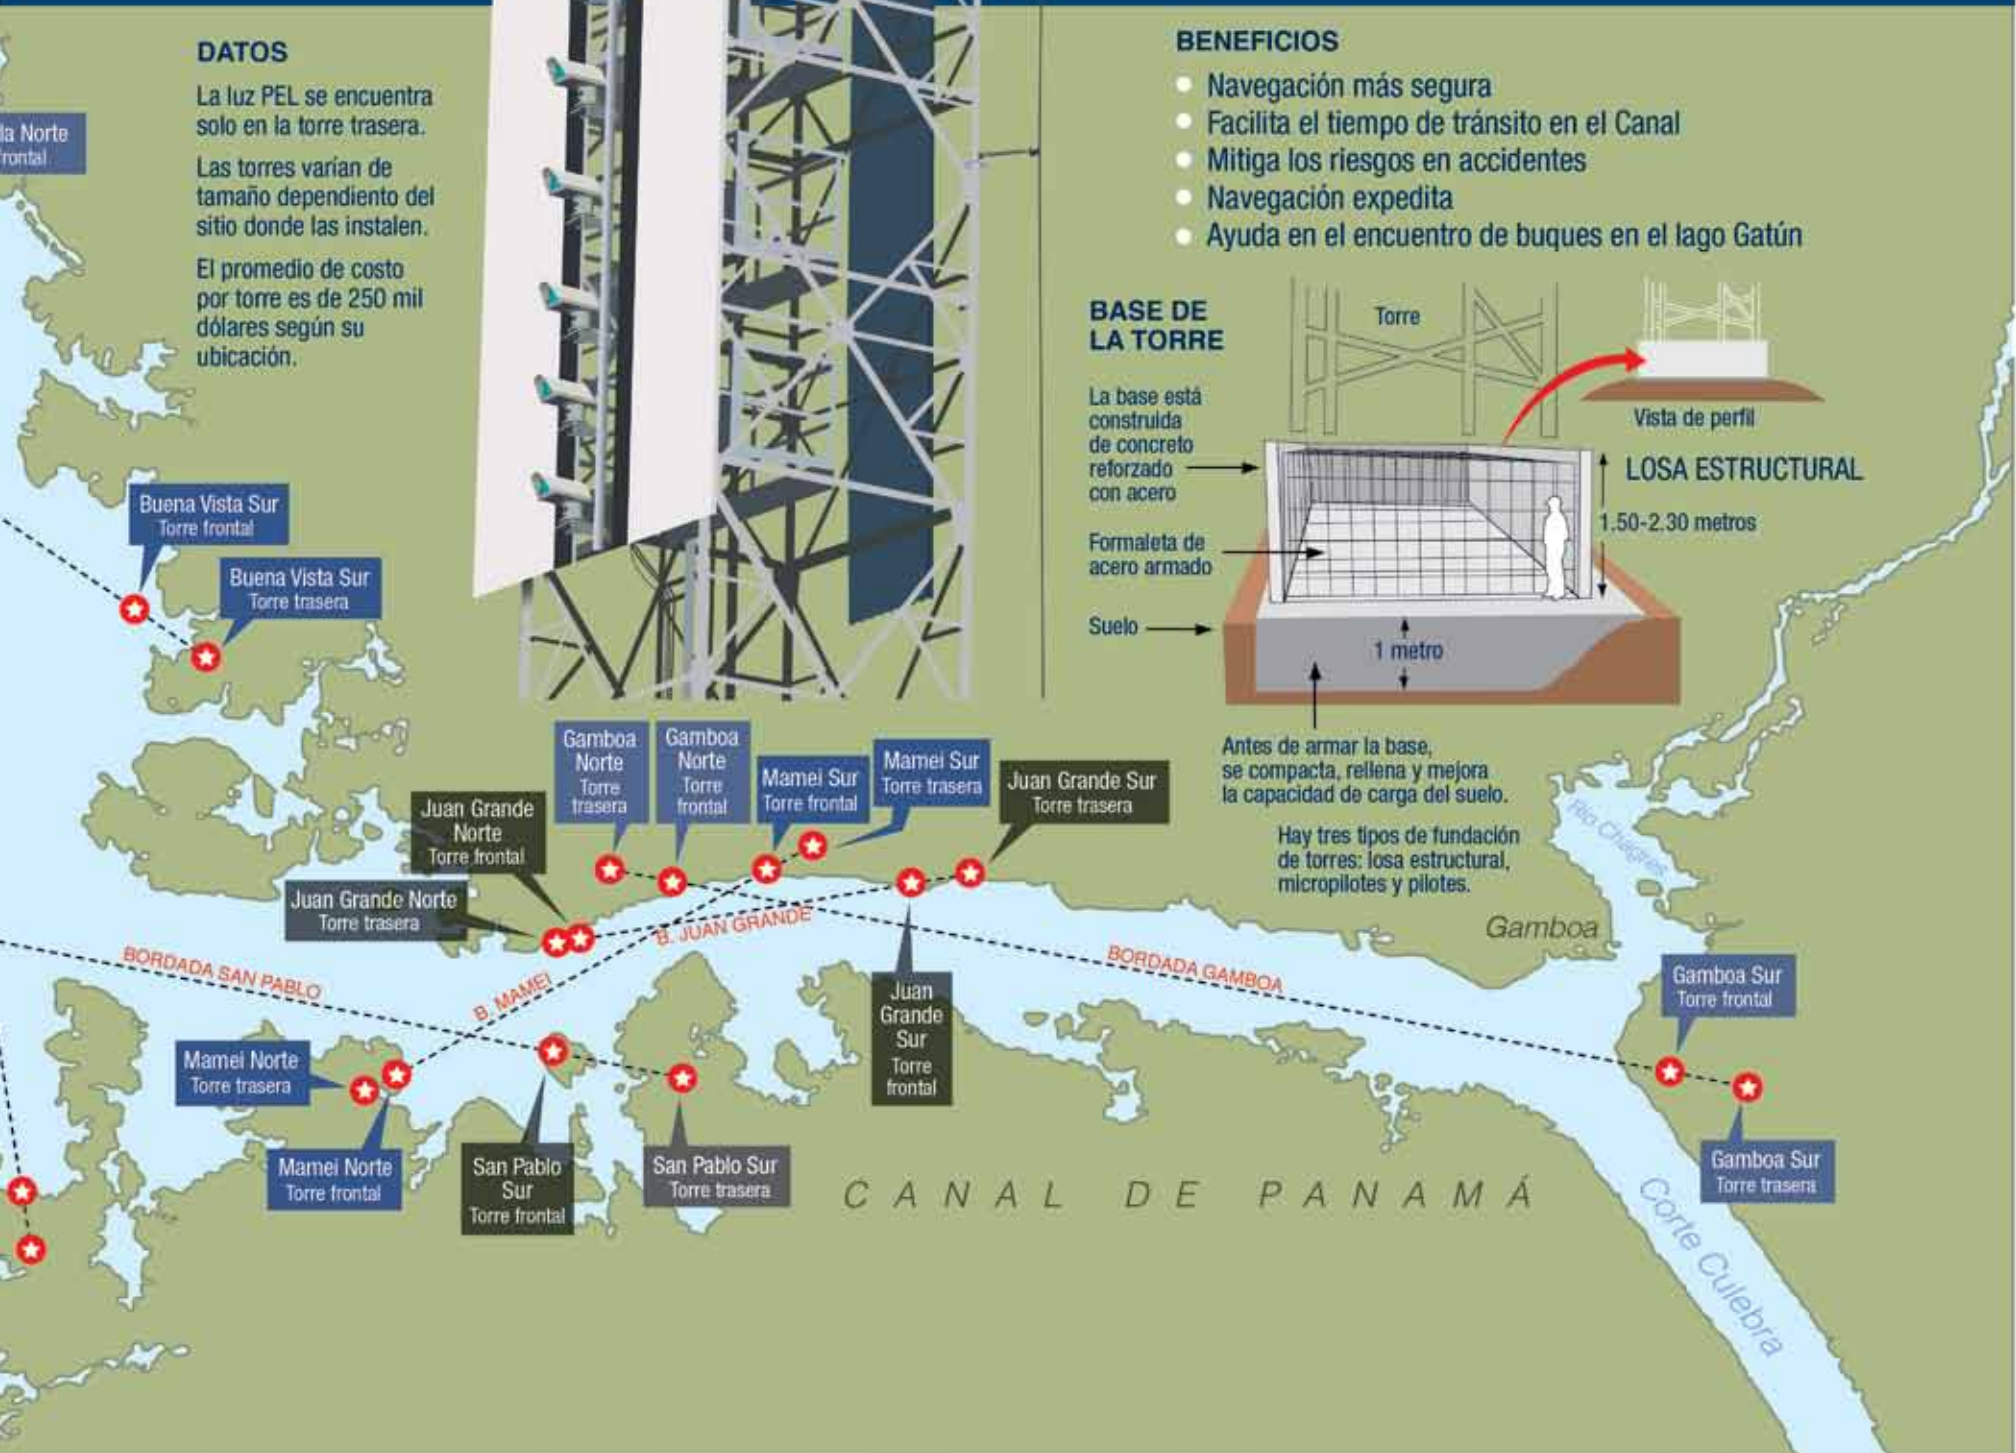 DATOS
La luz PEL se encuentra
solo en la torre trasera.
Las torres varían de
tamaño dependiento del
sitio donde las instalen.
El promedio de costo
por torre es de 250 mil
dólares según su
ubicación.
BENEFICIOS
Navegación más segura
Facilita el tiempo de tránsito en el Canal
Mitiga los riesgos en accidentes
Navegación expedita
Ayuda en el encuentro de buques en el lago Gatún
BASE DE
LA TORRE
Torre
Vista de perfil
La base está
construida
de concreto
reforzado
con acero
LOSA ESTRUCTURAL
1.50-2.30 metros
Formaleta de
acero armado
Suelo
1 metro
Antes de armar la base,
se compacta, rellena y mejora
la capacidad de carga del suelo.
Hay tres tipos de fundación
de torres: losa estructural,
micropilotes y pilotes.
Norte
Buena Vista Sur
Torre frontal
Buena Vista Sur
Torre trasera
Gamboa
Norte
Torre
trasera
Gamboa
Norte
Torre
frontal
Mamei Sur
Torre frontal
Mamei Sur
Torre trasera
Juan Grande Sur
Torre trasera
Juan Grande
Norte
Torre frontal
Juan Grande Norte
Torre trasera
Río Chagres
Gamboa
B. JUAN GRANDE
BORDADA SAN PABLO
B. MAMEI
BORDADA GAMBOA
Gamboa Sur
Torre frontal
Juan
Grande
Sur
Torre
frontal
Mamei Norte
Torre trasera
Mamei Norte
Torre frontal
San Pablo
Sur
Torre frontal
San Pablo Sur
Torre trasera
Gamboa Sur
Torre trasera
CANAL DE PANAMÁ
Corte Culebra